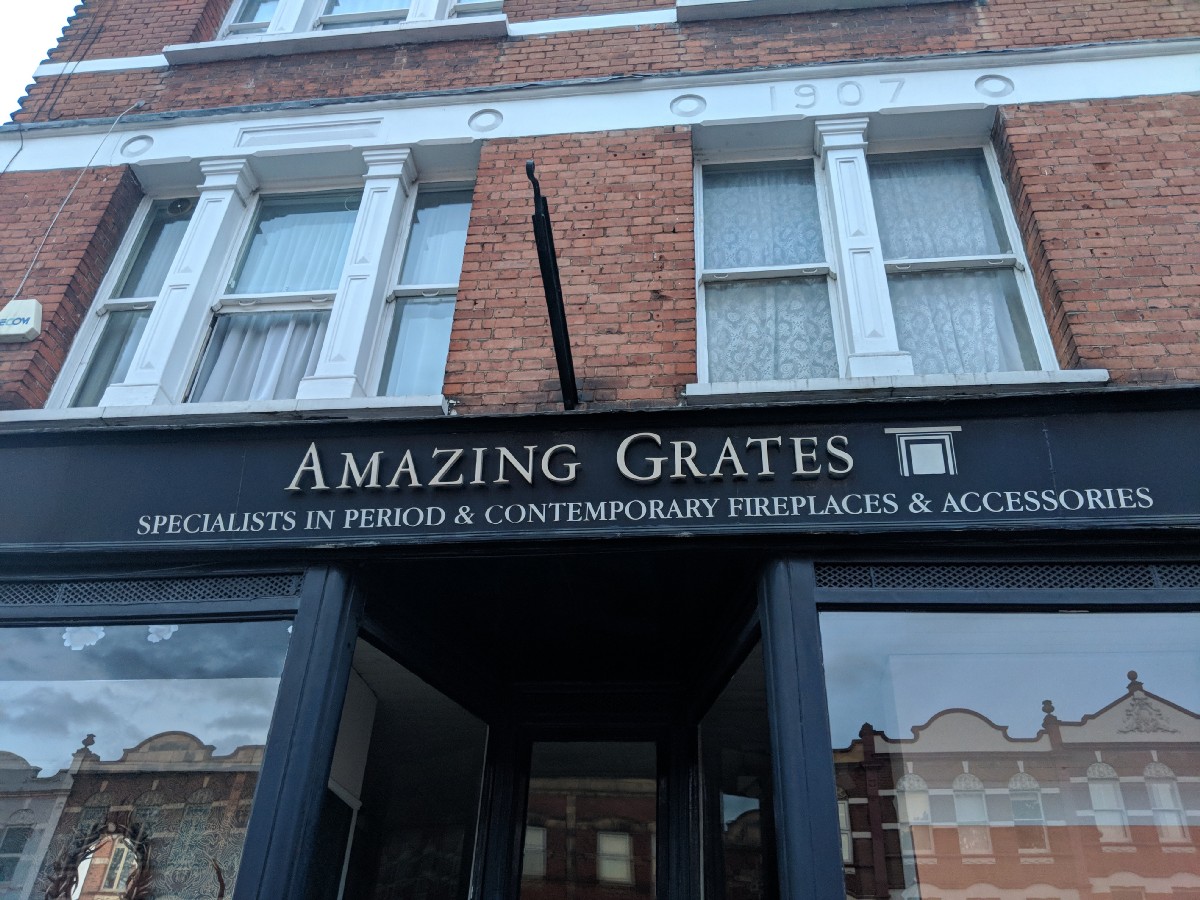 1907
AMAZING GRATES
SPECIALISTS IN PERIOD & CONTEMPORARY FIREPLACES & ACCESSORIES